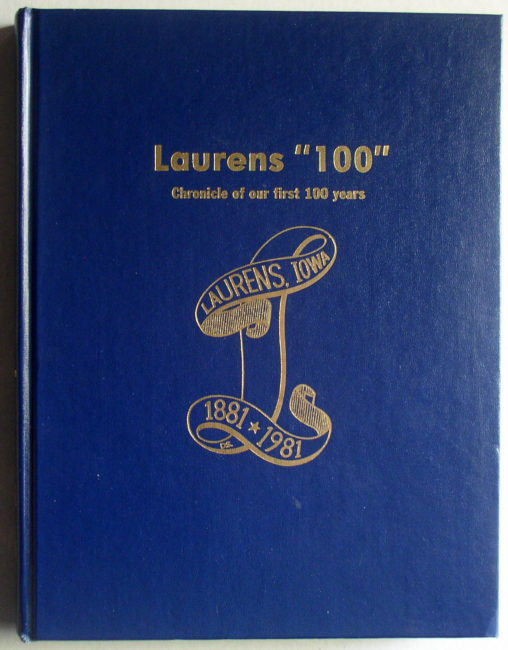 Laurens "100"
Chronicle of our first 100 years
LAURENS, IOWA
1881 ★ 1981